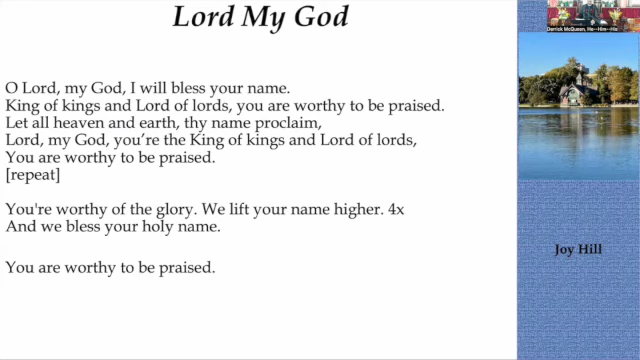 Lord My God
O Lord, my God, I will bless your name.
King of kings and Lord of lords, you are worthy to be praised.
Let all heaven and earth, thy name proclaim,
Lord, my God, you’re the King of kings and Lord of lords,
You are worthy to be praised.
[repeat]
You're worthy of the glory. We lift your name higher. 4x
And we bless your holy name.
You are worthy to be praised.
Derrick McQueen, He--Him--His
Joy Hill